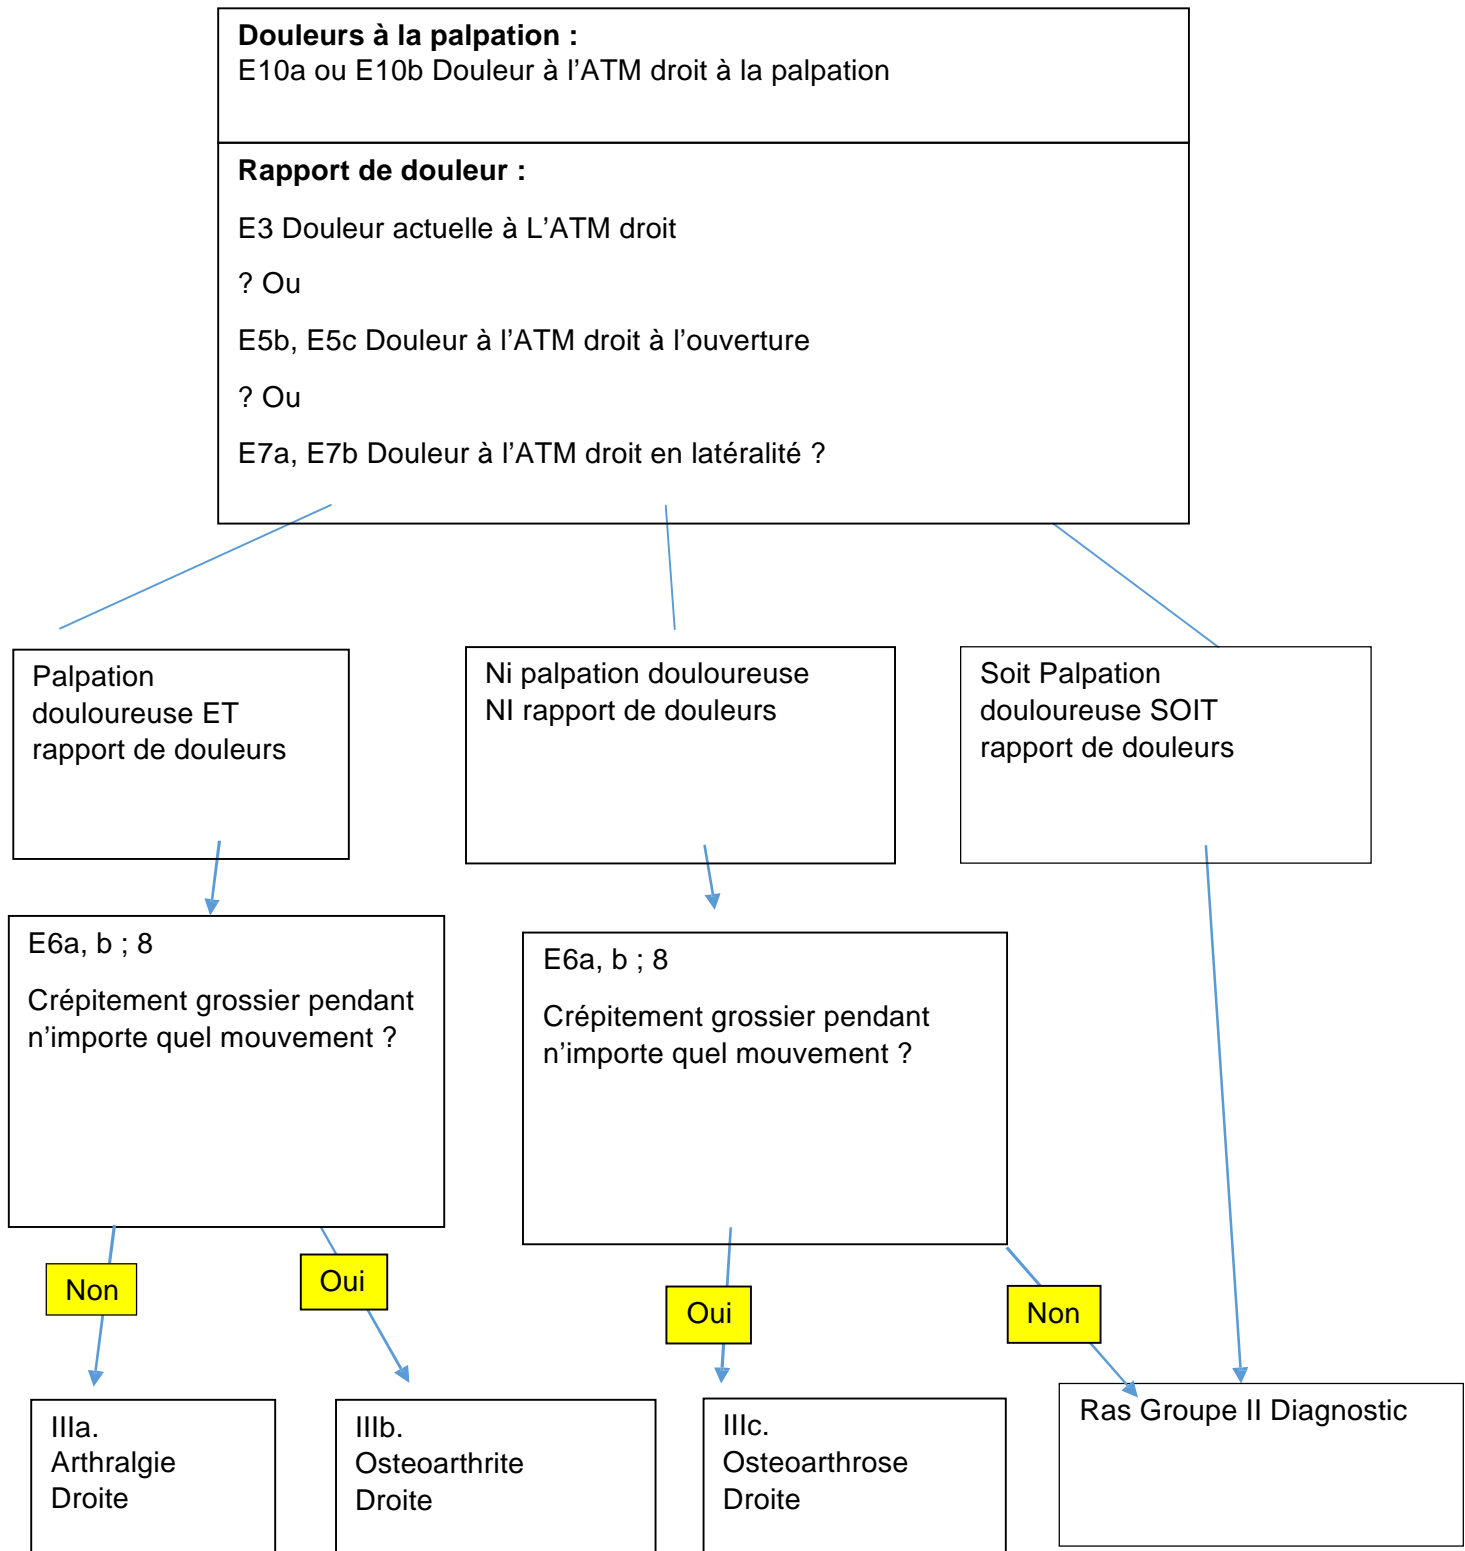 Douleurs à la palpation :
E10a ou E10b Douleur à l’ATM droit à la palpation
Rapport de douleur :
E3 Douleur actuelle à L’ATM droit
? Ou
E5b, E5c Douleur à l’ATM droit à l’ouverture
? Ou
E7a, E7b Douleur à l’ATM droit en latéralité ?
Palpation
douloureuse ET
rapport de douleurs
Ni palpation douloureuse
NI rapport de douleurs
Soit Palpation
douloureuse SOIT
rapport de douleurs
E6a, b ; 8
Crépitement grossier pendant
n’importe quel mouvement ?
E6a, b ; 8
Crépitement grossier pendant
n’importe quel mouvement ?
Non
Oui
Oui
Non
IIIa.
Arthralgie
Droite
IIIb.
Osteoarthrite
Droite
IIIc.
Osteoarthrose
Droite
Ras Groupe II Diagnostic